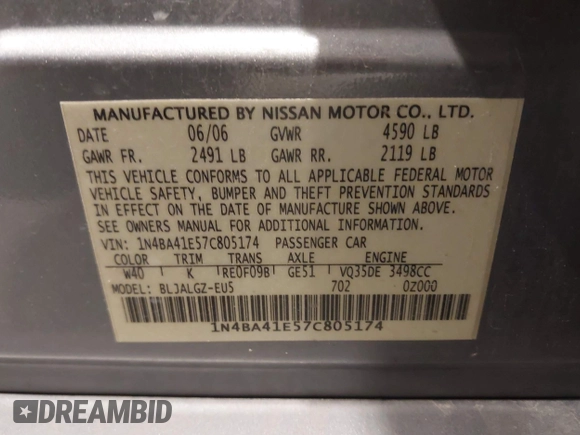 MANUFACTURED BY NISSAN MOTOR CO., LTD.
DATE 06/06 GVWR 4590 LB
GAWR FR. 2491 LB GAWR RR. 2119 LB
THIS VEHICLE CONFORMS TO ALL APPLICABLE FEDERAL MOTOR
VEHICLE SAFETY, BUMPER AND THEFT PREVENTION STANDARDS
IN EFFECT ON THE DATE OF MANUFACTURE SHOWN ABOVE.
SEE OWNERS MANUAL FOR ADDITIONAL INFORMATION.
VIN: 1N4BA41E57C805174 PASSENGER CAR
COLOR TRIM TRANS AXLE ENGINE
W40 K RE0F09B GE51 VQ35DE 3498CC
MODEL: BLJALGZ-EU5 702 0Z000
1N4BA41E57C805174
DREAMBID